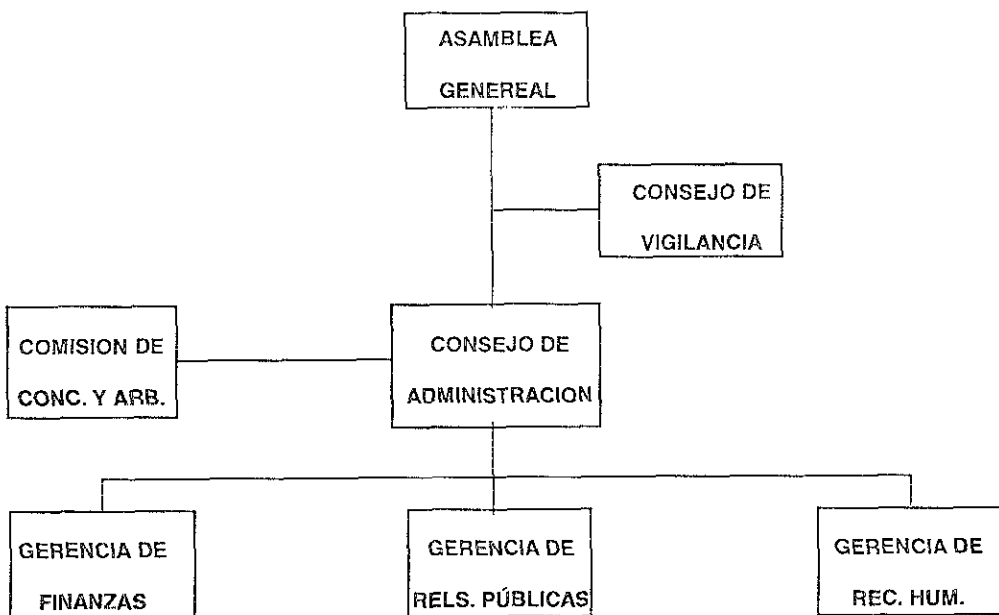 ASAMBLEA
GENEREAL
CONSEJO DE
VIGILANCIA
COMISION DE
CONC. Y ARB.
CONSEJO DE
ADMINISTRACION
GERENCIA DE
FINANZAS
GERENCIA DE
RELS. PÚBLICAS
GERENCIA DE
REC. HUM.